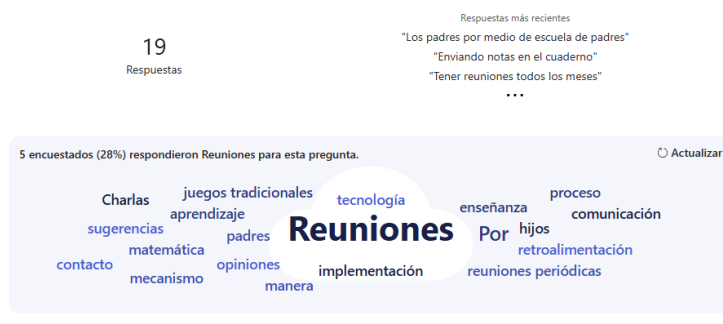 19
Respuestas
Respuestas más recientes
"Los padres por medio de escuela de padres"
"Enviando notas en el cuaderno"
"Tener reuniones todos los meses"
...
5 encuestados (28%) respondieron Reuniones para esta pregunta.
Actualizar
Charlas
juegos tradicionales
tecnología
proceso
aprendizaje
enseñanza
comunicación
sugerencias
padres
Reuniones
Por
hijos
matemática
retroalimentación
contacto
opiniones
implementación
reuniones periódicas
mecanismo
manera